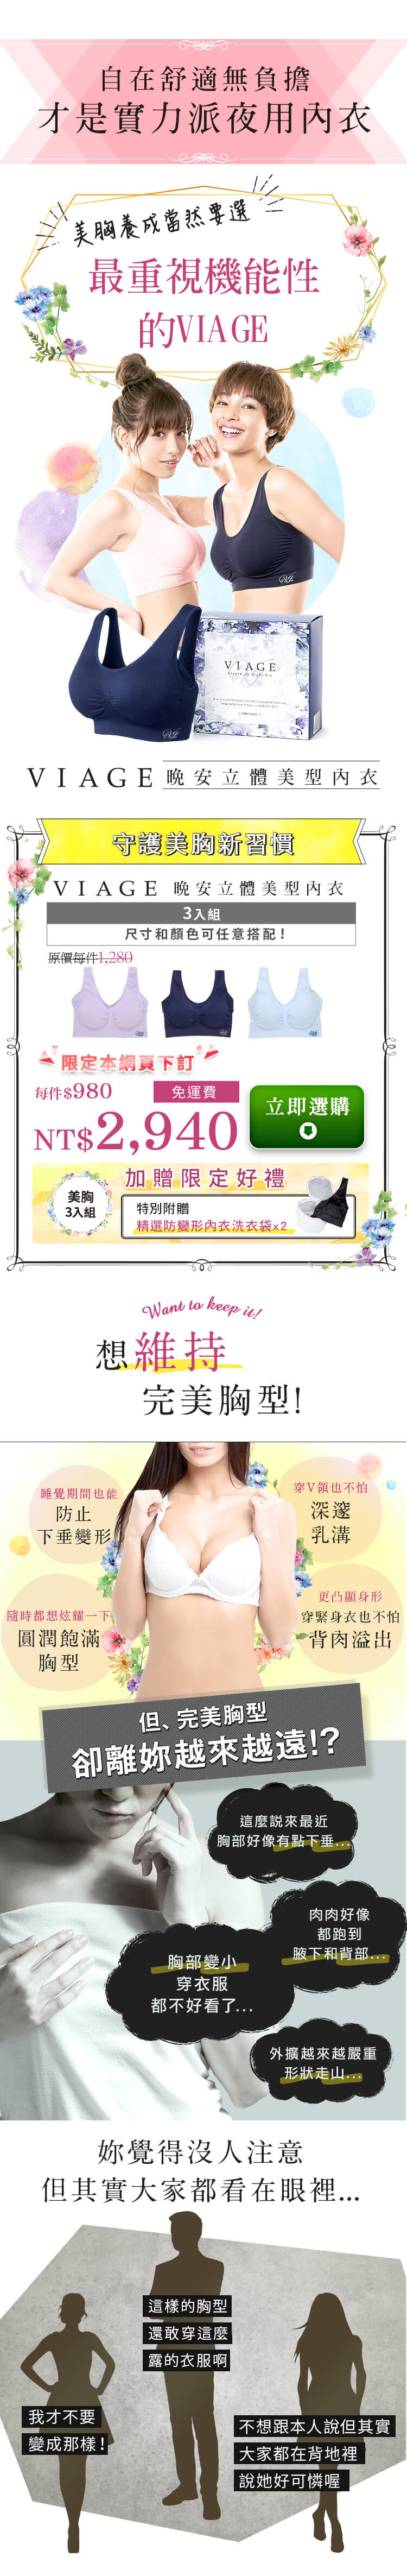 自在舒適無負擔
才是實力派夜用內衣
美胸養成當然要選
最重視機能性
的VIAGE
VIAGE
VIAGE 晚安立體美型內衣
守護美胸新習慣
VIAGE 晚安立體美型內衣
3入組
尺寸和顏色可任意搭配！
原價每件1,280
限定本網頁下訂
每件$980
免運費
NT$2,940
立即選購
加贈限定好禮
美胸
3入組
特別附贈
精選防變形內衣洗衣袋x2
Want to keep it!
想維持
完美胸型!
睡覺期間也能
防止
下垂變形
穿V領也不怕
深邃
乳溝
隨時都想炫耀一下
圓潤飽滿
胸型
更凸顯身形
穿緊身衣也不怕
背肉溢出
但、完美胸型
卻離妳越來越遠!?
這麼說來最近
胸部好像有點下垂...
肉肉好像
都跑到
腋下和背部...
胸部變小
穿衣服
都不好看了...
外擴越來越嚴重
形狀走山...
妳覺得沒人注意
但其實大家都看在眼裡...
這樣的胸型
還敢穿這麼
露的衣服啊
我才不要
變成那樣！
不想跟本人說但其實
大家都在背地裡
說她好可憐喔